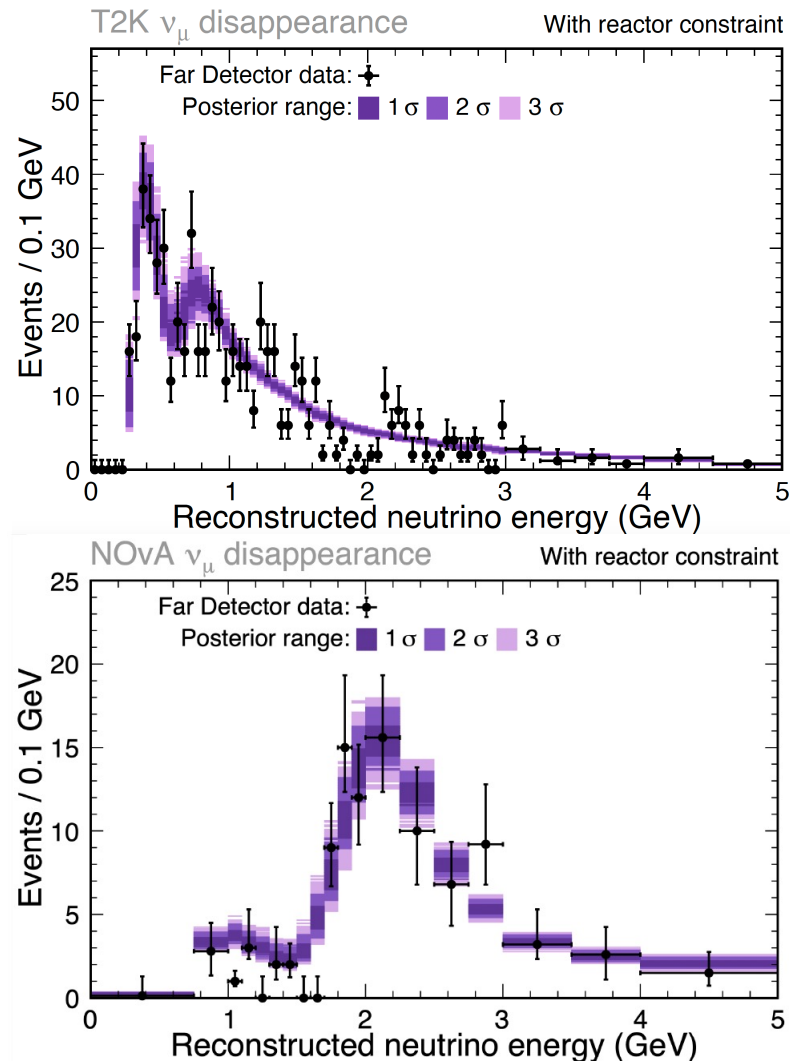 T2K νμ disappearance With reactor constraint
Far Detector data:
Posterior range: 1 σ 2 σ 3 σ
Events / 0.1 GeV
50
40
30
20
10
0
0 1 2 3 4 5
Reconstructed neutrino energy (GeV)
NOvA νμ disappearance With reactor constraint
Far Detector data:
Posterior range: 1 σ 2 σ 3 σ
Events / 0.1 GeV
25
20
15
10
5
0
0 1 2 3 4 5
Reconstructed neutrino energy (GeV)